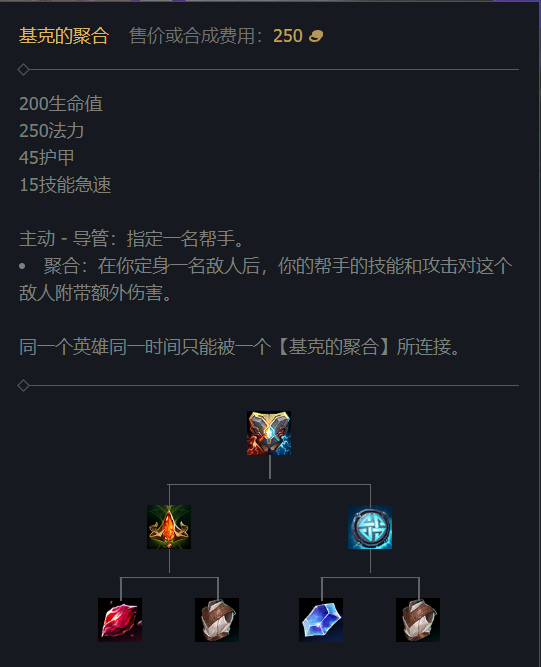 基克的聚合 售价或合成费用：250
200生命值
250法力
45护甲
15技能急速
主动 - 导管：指定一名帮手。
• 聚合：在你定身一名敌人后，你的帮手的技能和攻击对这个
敌人附带额外伤害。
同一个英雄同一时间只能被一个【基克的聚合】所连接。